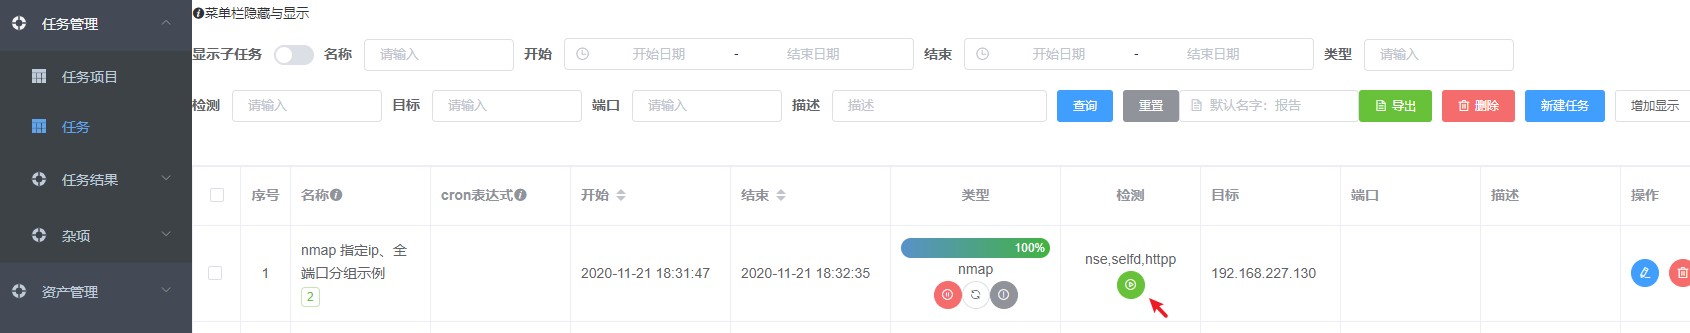 任务管理
任务项目
任务
任务结果
杂项
资产管理
菜单栏隐藏与显示
显示子任务 名称 请输入 开始 开始日期 - 结束日期 结束 开始日期 - 结束日期 类型 请输入
检测 请输入 目标 请输入 端口 请输入 描述 描述 查询 重置 默认名字：报告 导出 删除 新建任务 增加显示
序号 名称 cron表达式 开始 结束 类型 检测 目标 端口 描述 操作
1
nmap 指定ip、全
端口分组示例
2
2020-11-21 18:31:47
2020-11-21 18:32:35
100%
nmap
nse,selfd,httpp
192.168.227.130